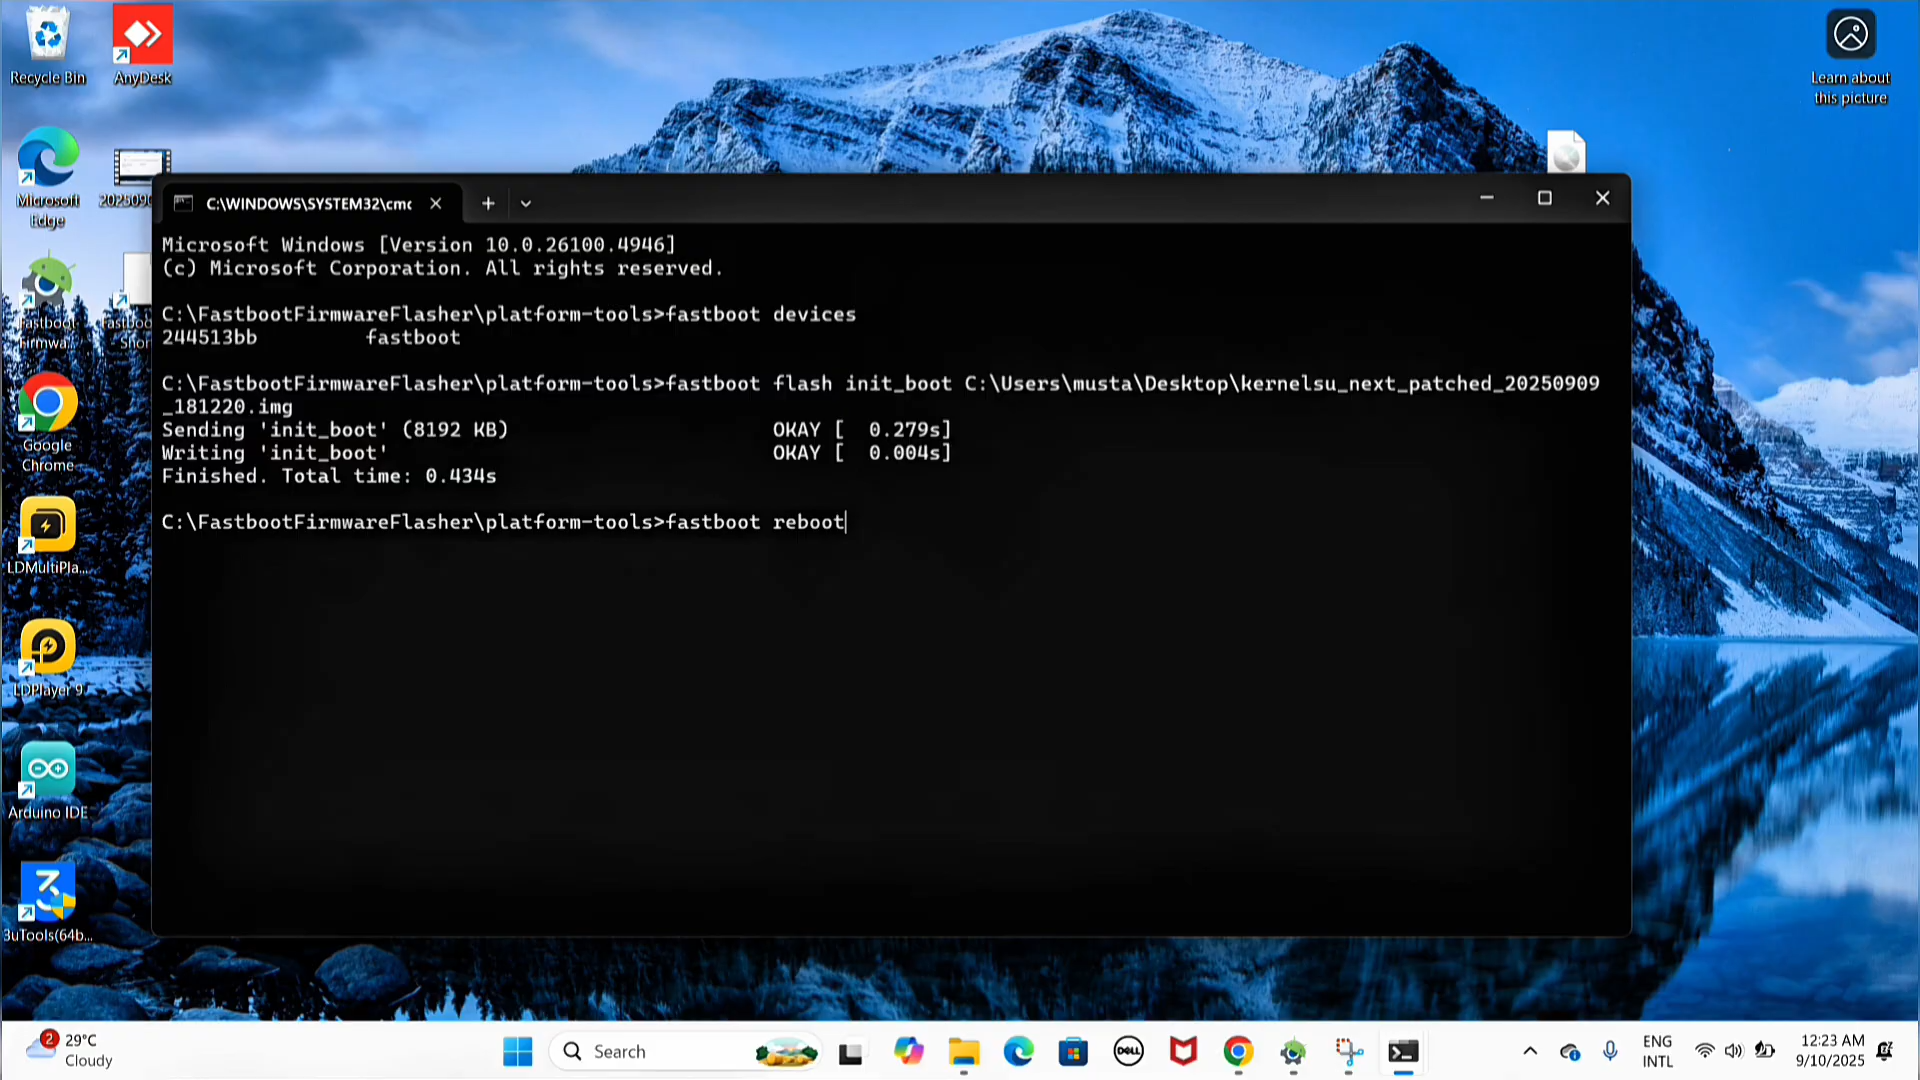 Recycle Bin
AnyDesk
Learn about
this picture
Microsoft
Edge
C:\WINDOWS\SYSTEM32\cmc
Microsoft Windows [Version 10.0.26100.4946]
(c) Microsoft Corporation. All rights reserved.
C:\FastbootFirmwareFlasher\platform-tools>fastboot devices
244513bb fastboot
C:\FastbootFirmwareFlasher\platform-tools>fastboot flash init_boot C:\Users\musta\Desktop\kernelsu_next_patched_20250909
_181220.img
Sending 'init_boot' (8192 KB) OKAY [ 0.279s]
Writing 'init_boot' OKAY [ 0.004s]
Finished. Total time: 0.434s
C:\FastbootFirmwareFlasher\platform-tools>fastboot reboot
Fastboot
Firmwa...
Google
Chrome
LDMultiPla...
LDPlayer 9
Arduino IDE
3uTools(64b...
2
29°C
Cloudy
Search
DELL
ENG
INTL
12:23 AM
9/10/2025